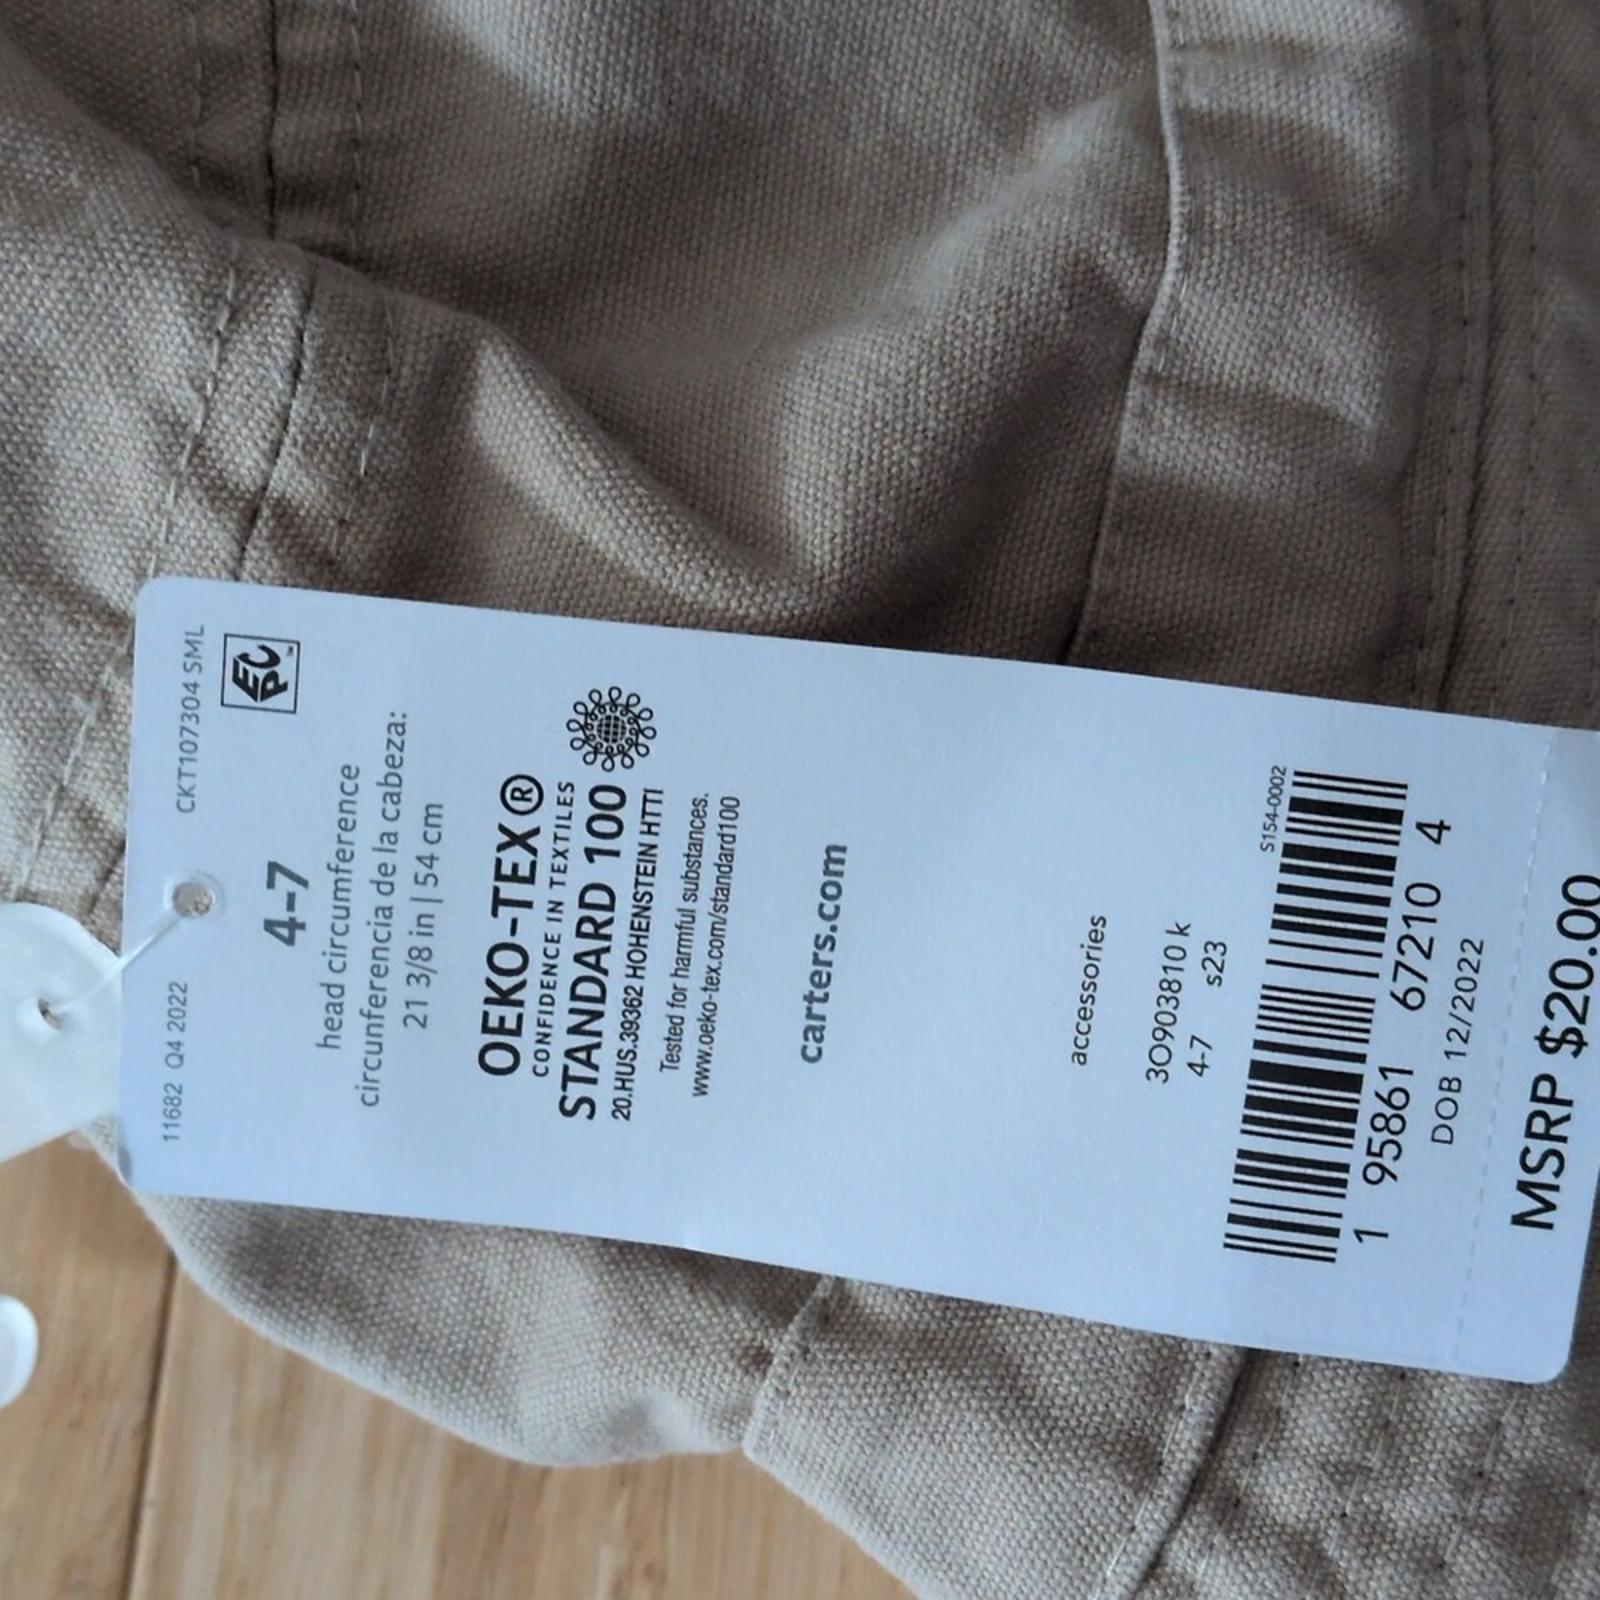 11682 Q4 2022
CKT107304 SML
EC
PC
4-7
head circumference
circunferencia de la cabeza:
21 3/8 in | 54 cm
OEKO-TEX®
CONFIDENCE IN TEXTILES
STANDARD 100
20.HUS.39362 HOHENSTEIN HTTI
Tested for harmful substances.
www.oeko-tex.com/standard100
carters.com
accessories
3O903810 k
4-7 s23
S154-0002
1 95861 67210 4
DOB 12/2022
MSRP $20.00